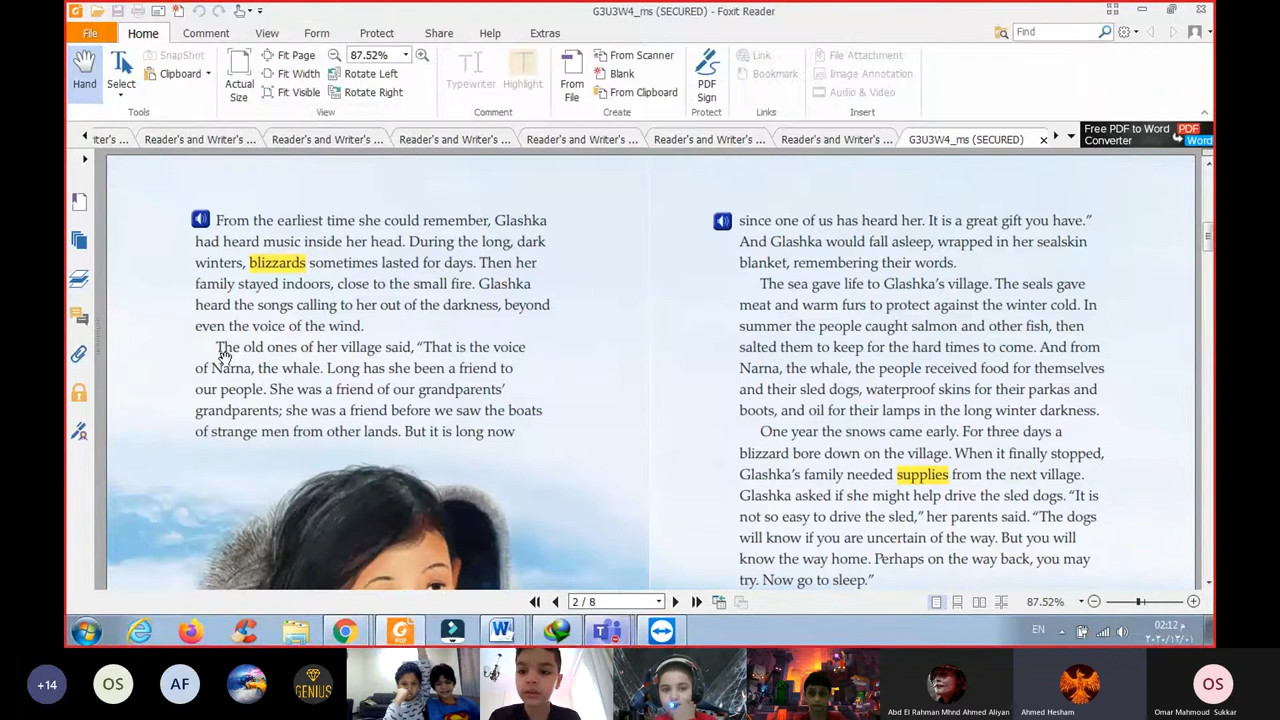 G3U3W4_ms (SECURED) - Foxit Reader
File
Home
Comment
View
Form
Protect
Share
Help
Extras
Find
Hand
Select
SnapShot
Clipboard
Actual
Size
Fit Page
Fit Width
Fit Visible
87.52%
Rotate Left
Rotate Right
Typewriter
Highlight
From
File
From Scanner
Blank
From Clipboard
PDF
Sign
Link
Bookmark
File Attachment
Image Annotation
Audio & Video
Tools
View
Comment
Create
Protect
Links
Insert
iter's ...
Reader's and Writer's ...
Reader's and Writer's ...
Reader's and Writer's ...
Reader's and Writer's ...
Reader's and Writer's ...
Reader's and Writer's ...
G3U3W4_ms (SECURED)
Free PDF to Word
Converter
PDF
Word
From the earliest time she could remember, Glashka
had heard music inside her head. During the long, dark
winters, blizzards sometimes lasted for days. Then her
family stayed indoors, close to the small fire. Glashka
heard the songs calling to her out of the darkness, beyond
even the voice of the wind.
The old ones of her village said, “That is the voice
of Narna, the whale. Long has she been a friend to
our people. She was a friend of our grandparents’
grandparents; she was a friend before we saw the boats
of strange men from other lands. But it is long now
since one of us has heard her. It is a great gift you have.”
And Glashka would fall asleep, wrapped in her sealskin
blanket, remembering their words.
The sea gave life to Glashka’s village. The seals gave
meat and warm furs to protect against the winter cold. In
summer the people caught salmon and other fish, then
salted them to keep for the hard times to come. And from
Narna, the whale, the people received food for themselves
and their sled dogs, waterproof skins for their parkas and
boots, and oil for their lamps in the long winter darkness.
One year the snows came early. For three days a
blizzard bore down on the village. When it finally stopped,
Glashka’s family needed supplies from the next village.
Glashka asked if she might help drive the sled dogs. “It is
not so easy to drive the sled,” her parents said. “The dogs
will know if you are uncertain of the way. But you will
know the way home. Perhaps on the way back, you may
try. Now go to sleep.”
2 / 8
87.52%
EN
م 02:12
٢٠٢٠/١٢/٠١
+14
OS
AF
GENIUS
Abd El Rahman Mhnd Ahmed Aliyan
Ahmed Hesham
OS
Omar Mahmoud Sukkar